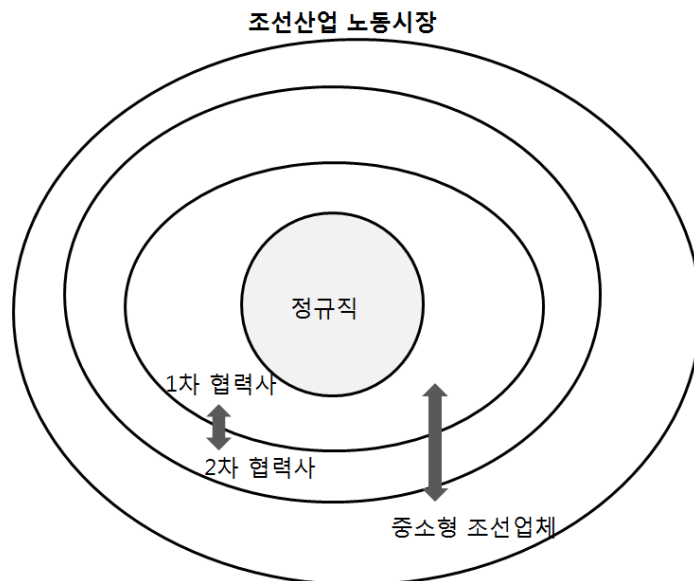 조선산업 노동시장
정규직
1차 협력사
2차 협력사
중소형 조선업체